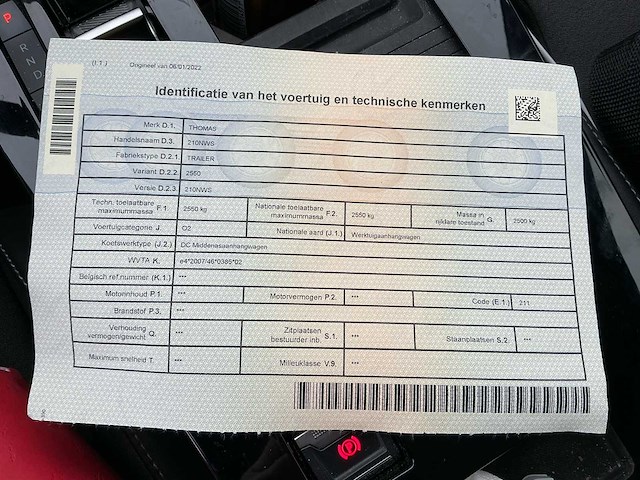 P
R
N
D
(I.1.) Origineel van 06/01/2022
Identificatie van het voertuig en technische kenmerken
Merk D.1. THOMAS
Handelsnaam D.3. 210NWS
Fabriekstype D.2.1. TRAILER
Variant D.2.2. 2550
Versie D.2.3. 210NWS
Techn. toelaatbare maximummassa F.1. 2550 kg Nationale toelaatbare maximummassa F.2. 2550 kg Massa in rijklare toestand G. 2500 kg
Voertuigcategorie J. O2 Nationale aard (J.1.) Werktuigaanhangwagen
Koetswerktype (J.2.) DC Middenasaanhangwagen
WVTA K. e4*2007/46*0385*02
Belgisch ref.nummer (K.1.) ***
Motorinhoud P.1. *** Motorvermogen P.2. *** Code (E.1.) 211
Brandstof P.3. ***
Verhouding vermogen/gewicht Q. *** Zitplaatsen bestuurder inb. S.1. *** Staanplaatsen S.2. ***
Maximum snelheid T. *** Milieuklasse V.9. ***